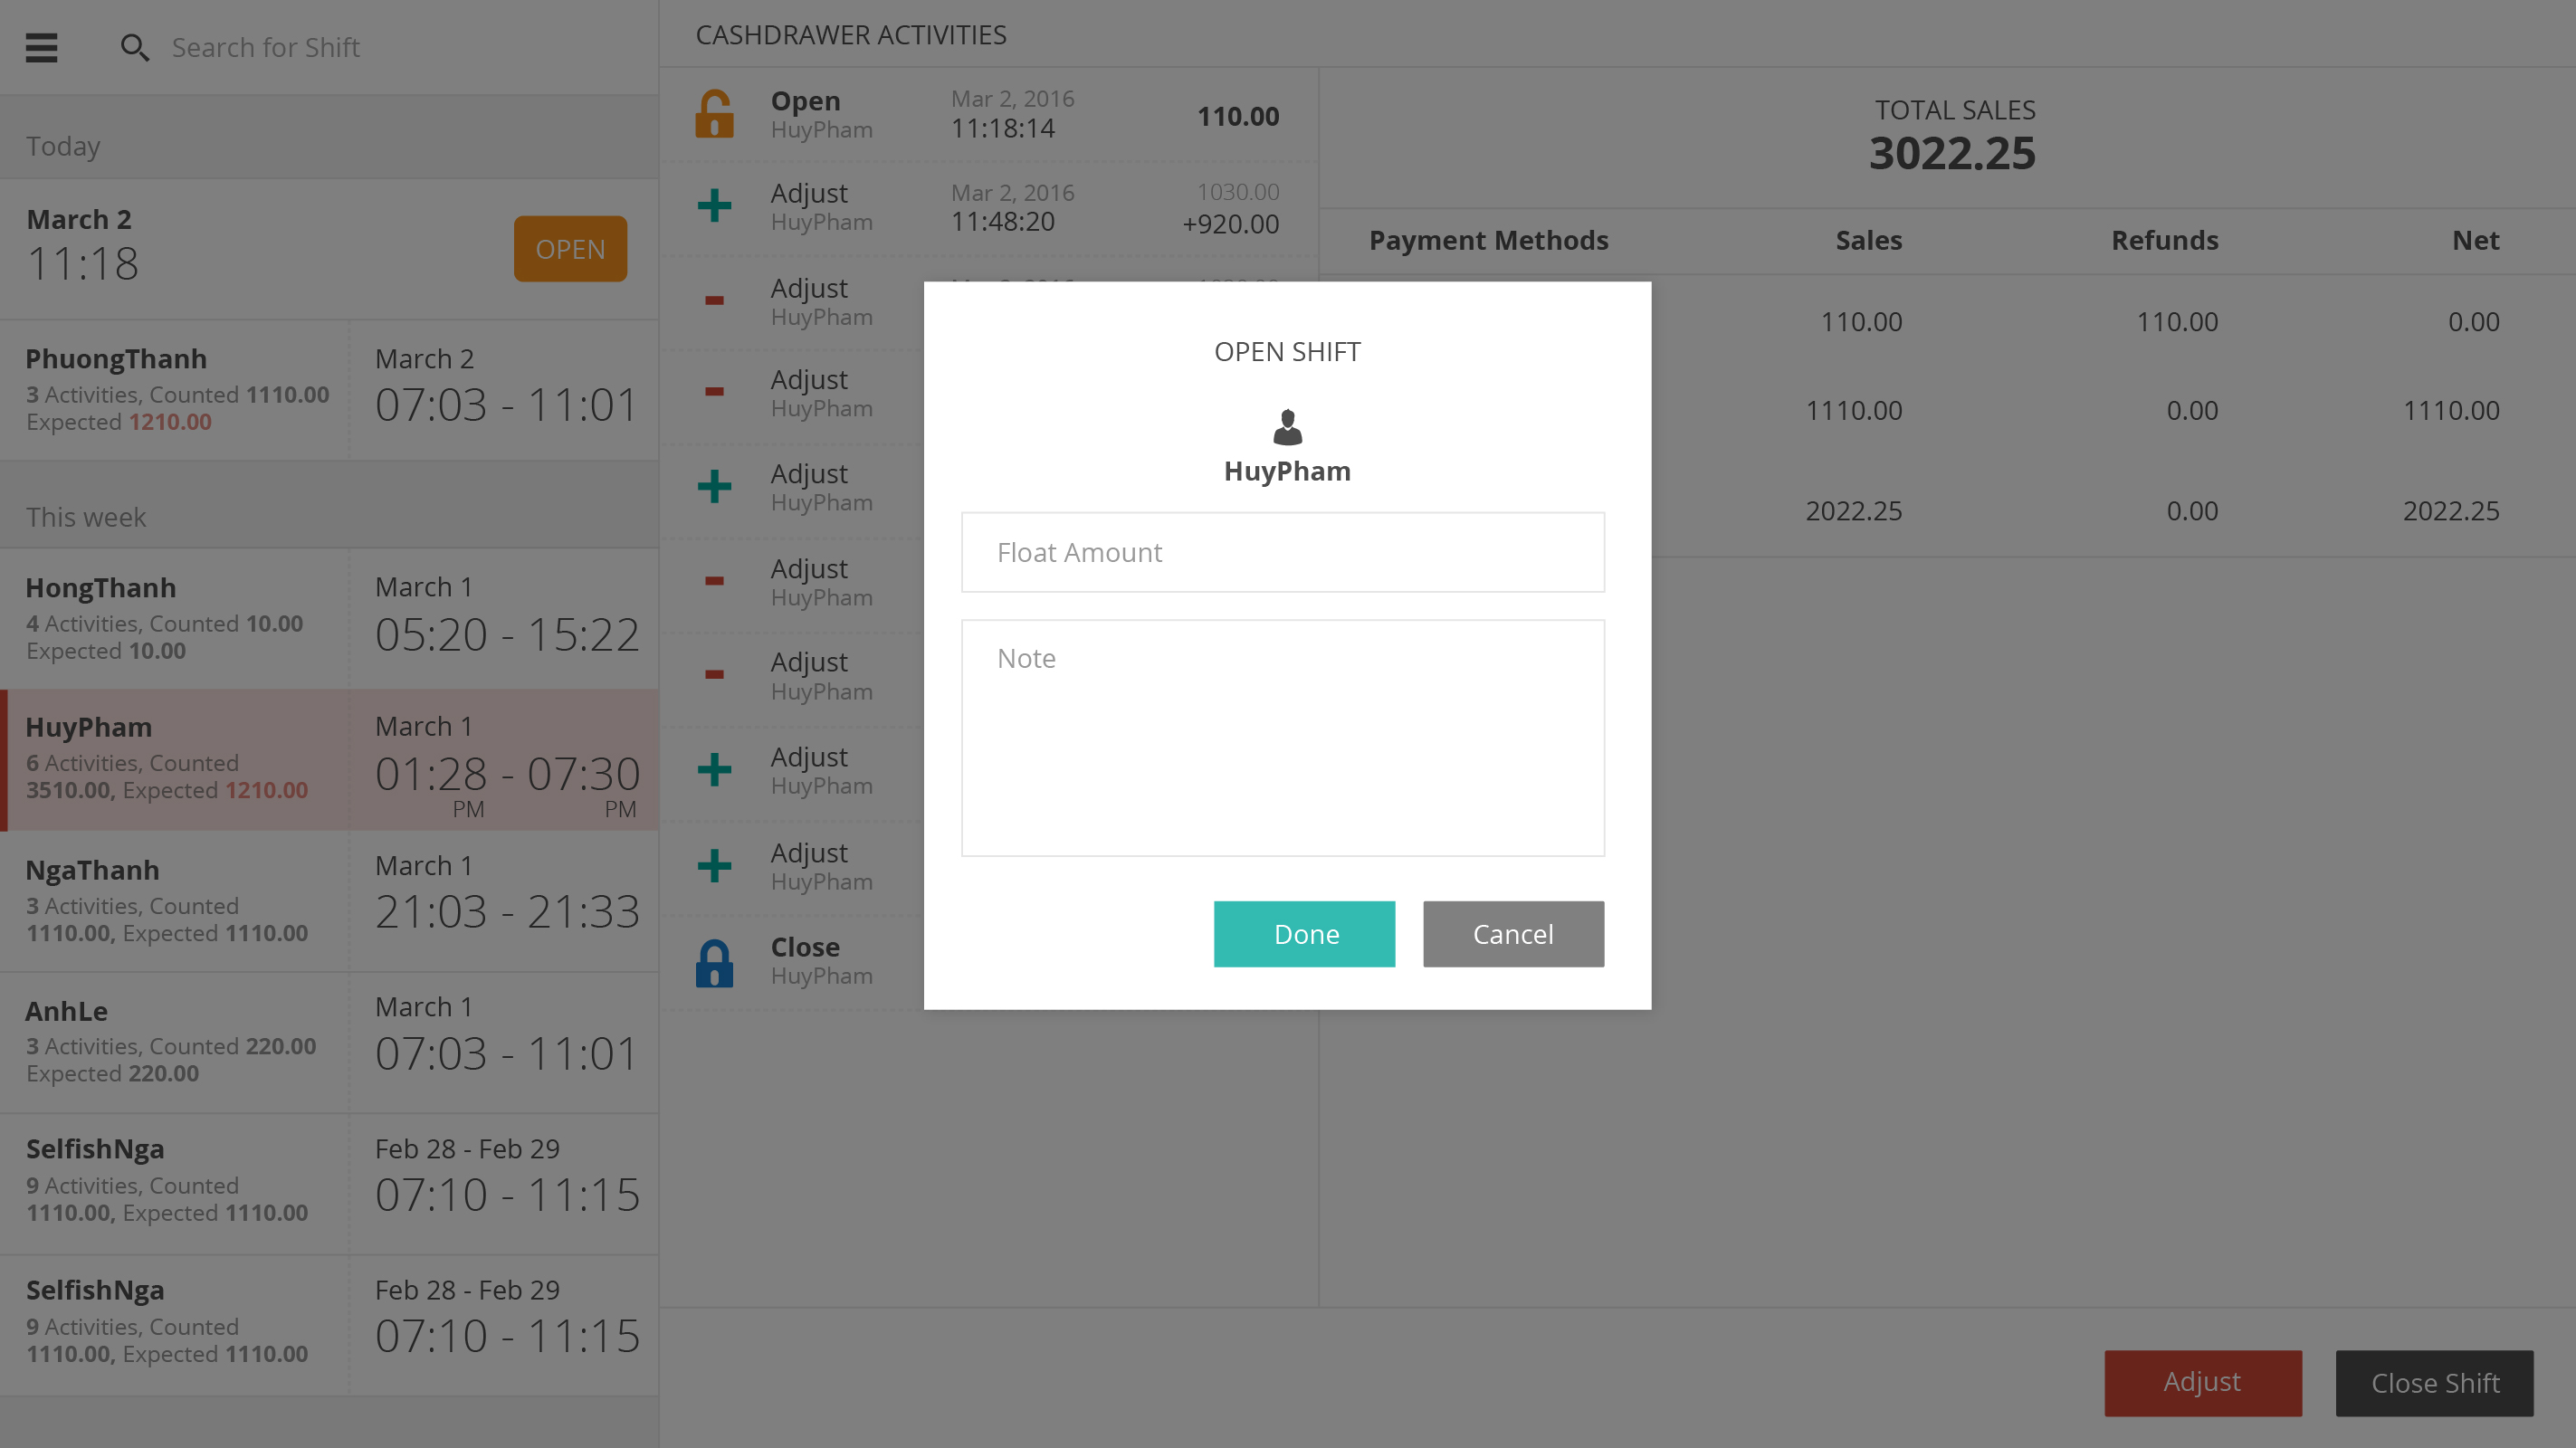 Search for Shift
Today
March 2
11:18
OPEN
PhuongThanh
3 Activities, Counted 1110.00
Expected 1210.00
March 2
07:03 - 11:01
This week
HongThanh
4 Activities, Counted 10.00
Expected 10.00
March 1
05:20 - 15:22
HuyPham
6 Activities, Counted
3510.00, Expected 1210.00
March 1
01:28 - 07:30
PM PM
NgaThanh
3 Activities, Counted
1110.00, Expected 1110.00
March 1
21:03 - 21:33
AnhLe
3 Activities, Counted 220.00
Expected 220.00
March 1
07:03 - 11:01
SelfishNga
9 Activities, Counted
1110.00, Expected 1110.00
Feb 28 - Feb 29
07:10 - 11:15
SelfishNga
9 Activities, Counted
1110.00, Expected 1110.00
Feb 28 - Feb 29
07:10 - 11:15
CASHDRAWER ACTIVITIES
Open
HuyPham
Mar 2, 2016
11:18:14
110.00
Adjust
HuyPham
Mar 2, 2016
11:48:20
1030.00
+920.00
Adjust
HuyPham
Adjust
HuyPham
Adjust
HuyPham
Adjust
HuyPham
Adjust
HuyPham
Adjust
HuyPham
Adjust
HuyPham
Close
HuyPham
TOTAL SALES
3022.25
Payment Methods Sales Refunds Net
110.00 110.00 0.00
1110.00 0.00 1110.00
2022.25 0.00 2022.25
OPEN SHIFT
HuyPham
Float Amount
Note
Done
Cancel
Adjust
Close Shift